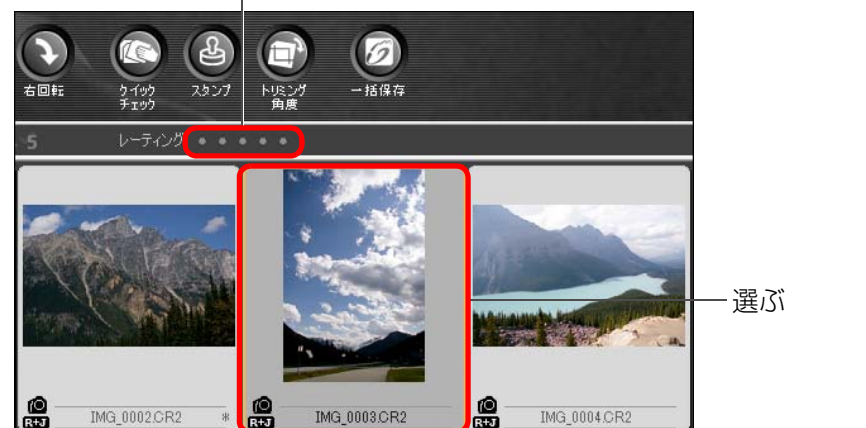 右回転
クイック
チェック
スタンプ
トリミング
角度
一括保存
5
レーティング
選ぶ
R+J
IMG_0002.CR2 *
R+J
IMG_0003.CR2
R+J
IMG_0004.CR2